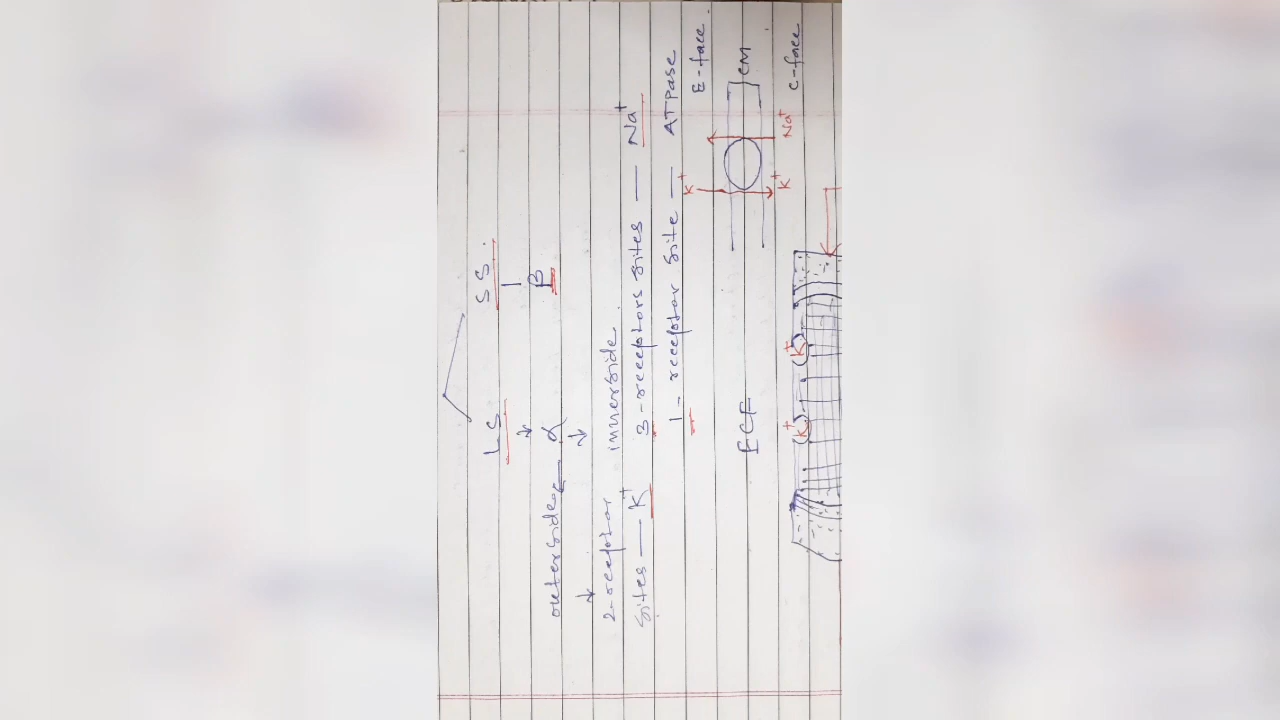 LS SS.
α β
outerside innerside
2-receptor
Sites — K⁺ 3-receptors sites — Na⁺
1- receptor site — ATPase
K⁺ E-face
ECF CM
K⁺ Na⁺ C-face
(K⁺) (K⁺)